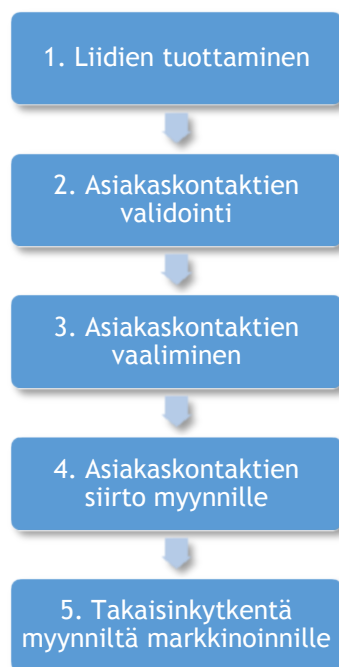 1. Liidien tuottaminen
2. Asiakaskontaktien
validointi
3. Asiakaskontaktien
vaaliminen
4. Asiakaskontaktien
siirto myynnille
5. Takaisinkytkentä
myynniltä markkinoinnille